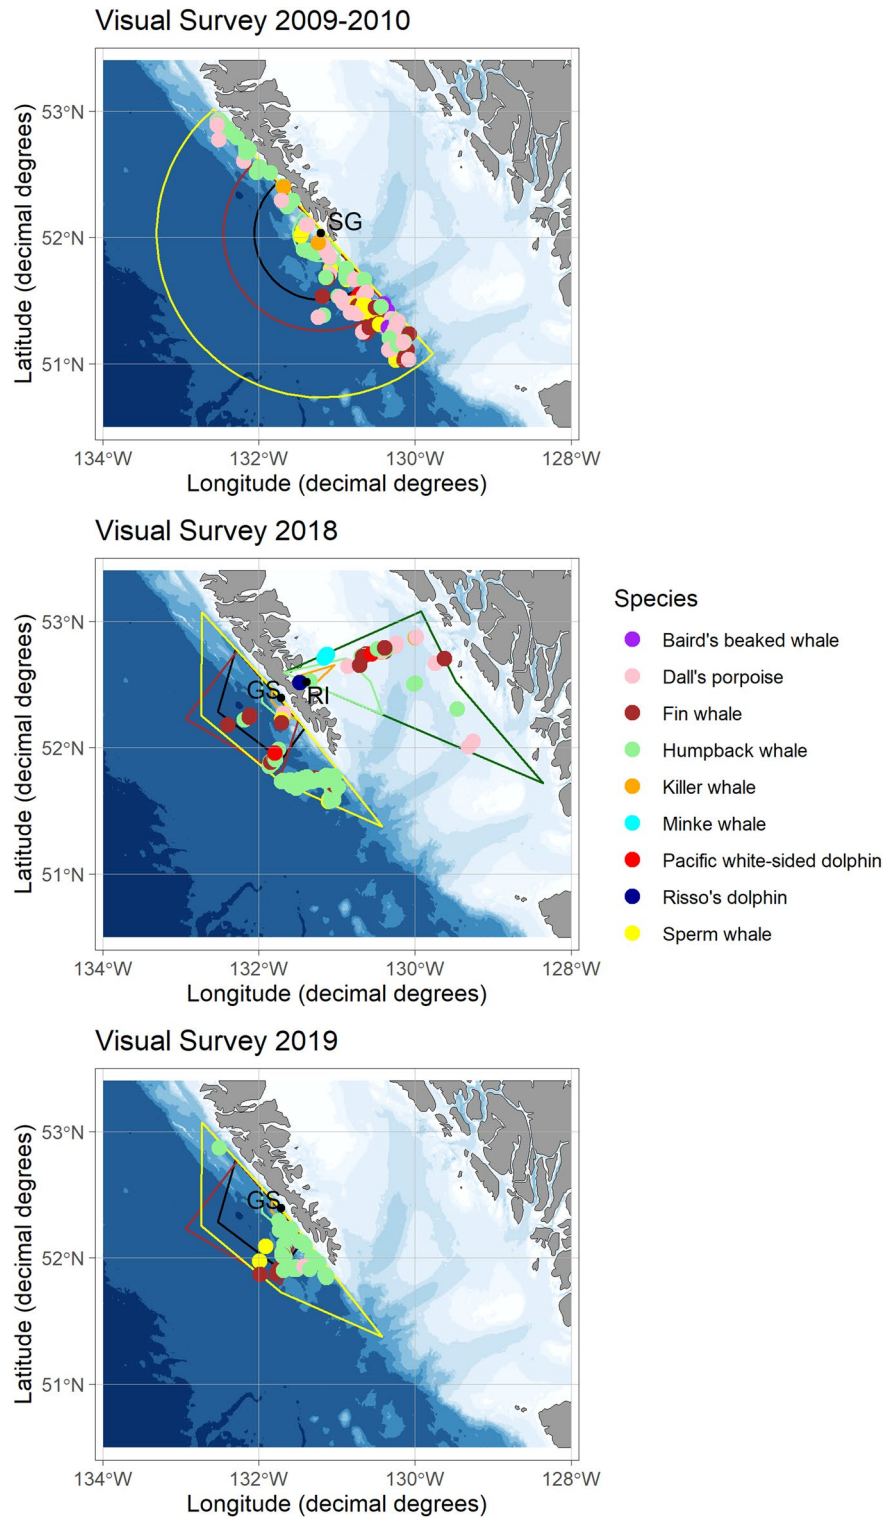 Visual Survey 2009-2010
53°N
52°N
51°N
SG
134°W 132°W 130°W 128°W
Longitude (decimal degrees)
Latitude (decimal degrees)
Visual Survey 2018
53°N
52°N
51°N
GS RI
134°W 132°W 130°W 128°W
Longitude (decimal degrees)
Latitude (decimal degrees)
Species
Baird's beaked whale
Dall's porpoise
Fin whale
Humpback whale
Killer whale
Minke whale
Pacific white-sided dolphin
Risso's dolphin
Sperm whale
Visual Survey 2019
53°N
52°N
51°N
GS
134°W 132°W 130°W 128°W
Longitude (decimal degrees)
Latitude (decimal degrees)